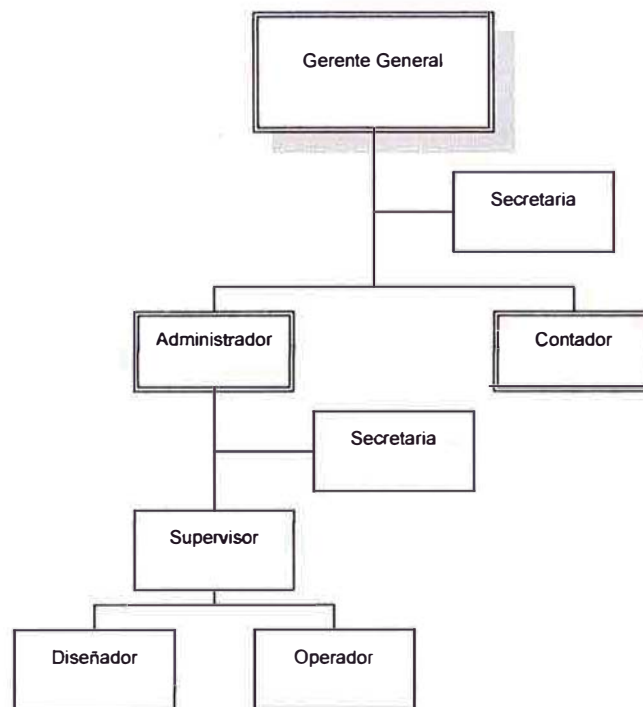 Gerente General
Secretaria
Administrador
Contador
Secretaria
Supervisor
Diseñador
Operador